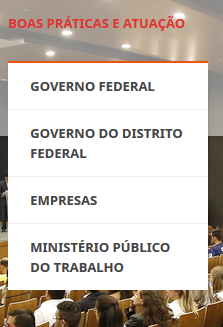 BOAS PRÁTICAS E ATUAÇÃO
GOVERNO FEDERAL
GOVERNO DO DISTRITO
FEDERAL
EMPRESAS
MINISTÉRIO PÚBLICO
DO TRABALHO